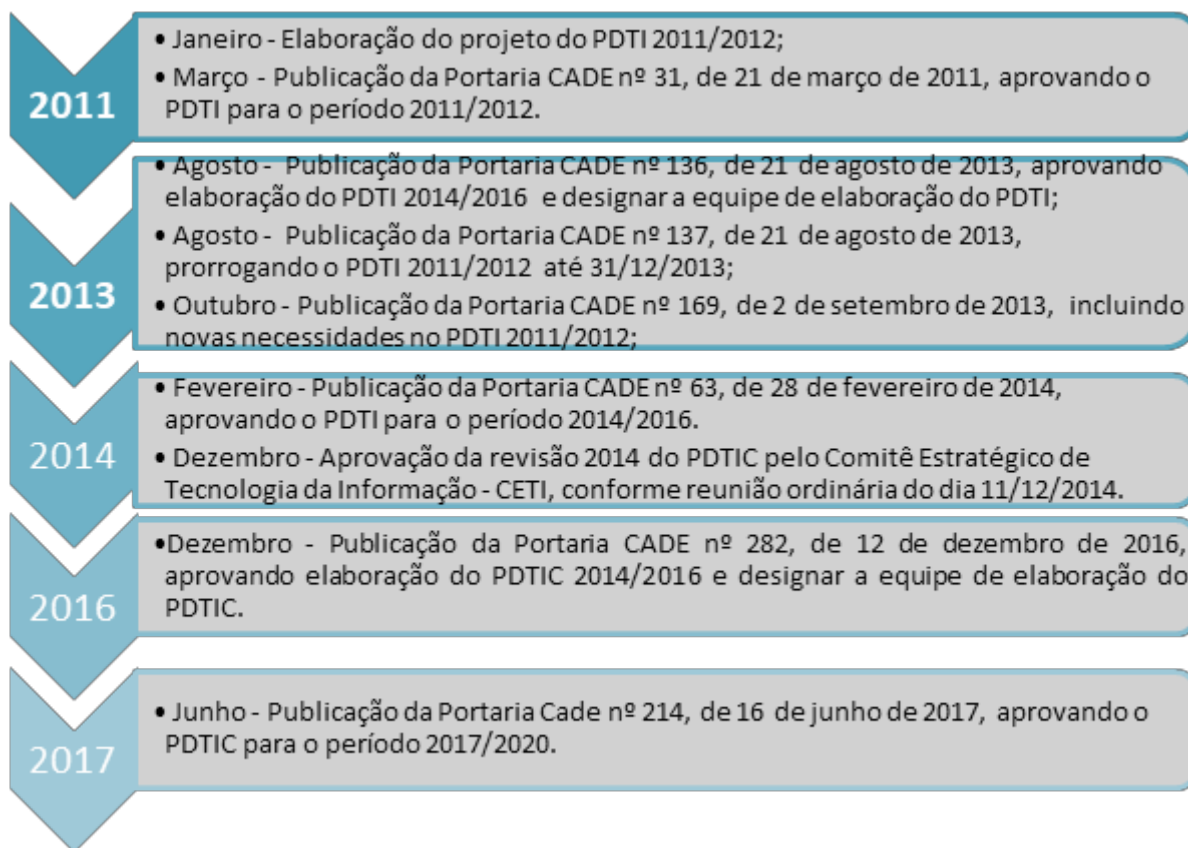 2011
• Janeiro - Elaboração do projeto do PDTI 2011/2012;
• Março - Publicação da Portaria CADE nº 31, de 21 de março de 2011, aprovando o
PDTI para o período 2011/2012.
2013
• Agosto - Publicação da Portaria CADE nº 136, de 21 de agosto de 2013, aprovando
elaboração do PDTI 2014/2016 e designar a equipe de elaboração do PDTI;
• Agosto - Publicação da Portaria CADE nº 137, de 21 de agosto de 2013,
prorrogando o PDTI 2011/2012 até 31/12/2013;
• Outubro - Publicação da Portaria CADE nº 169, de 2 de setembro de 2013, incluindo
novas necessidades no PDTI 2011/2012;
2014
• Fevereiro - Publicação da Portaria CADE nº 63, de 28 de fevereiro de 2014,
aprovando o PDTI para o período 2014/2016.
• Dezembro - Aprovação da revisão 2014 do PDTIC pelo Comitê Estratégico de
Tecnologia da Informação - CETI, conforme reunião ordinária do dia 11/12/2014.
2016
•Dezembro - Publicação da Portaria CADE nº 282, de 12 de dezembro de 2016,
aprovando elaboração do PDTIC 2014/2016 e designar a equipe de elaboração do
PDTIC.
2017
• Junho - Publicação da Portaria Cade nº 214, de 16 de junho de 2017, aprovando o
PDTIC para o período 2017/2020.